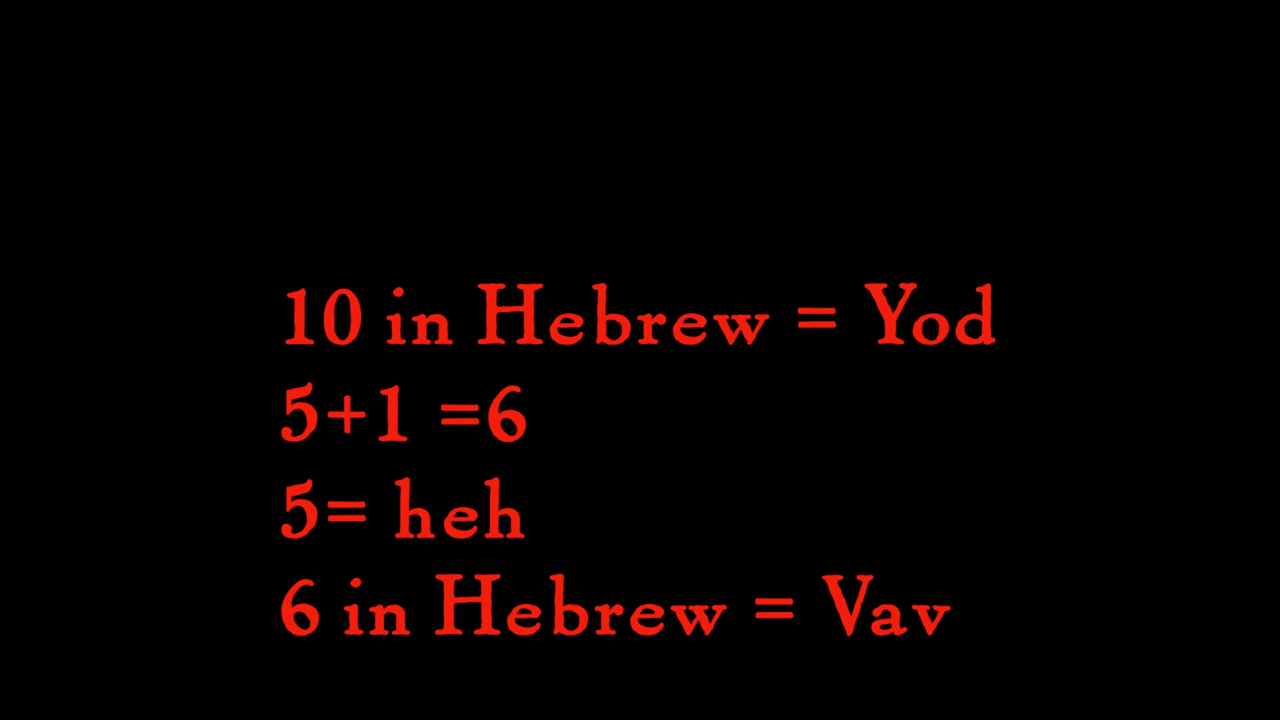 10 in Hebrew = Yod
5+1 =6
5= heh
6 in Hebrew = Vav